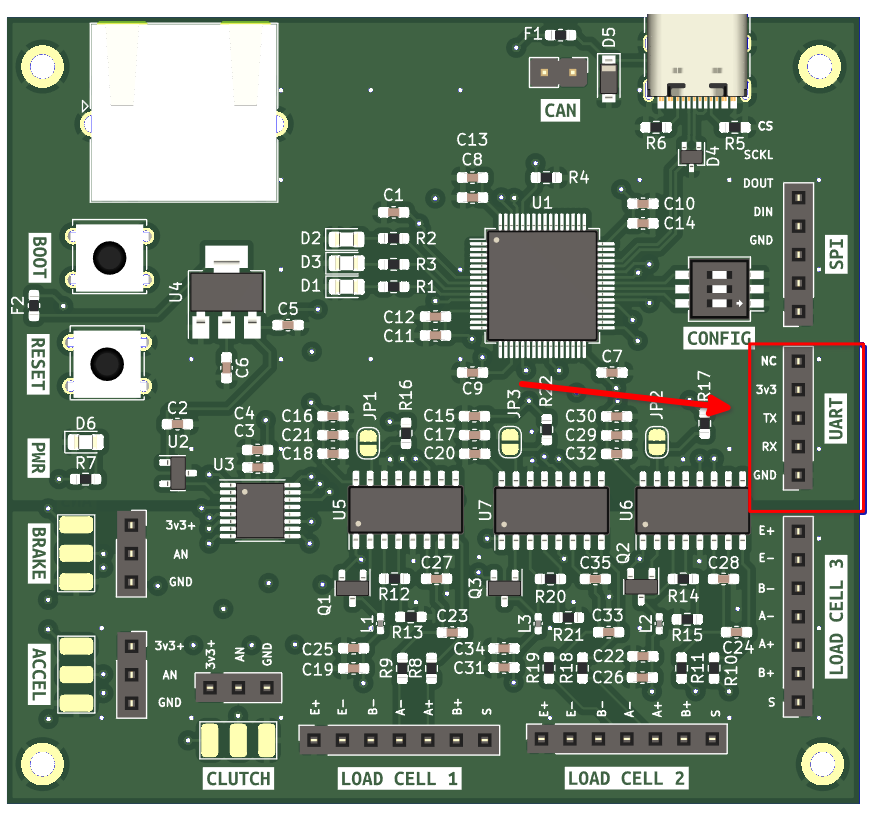 F1
D5
CAN
R6
R5
CS
D4
SCKL
DOUT
DIN
GND
SPI
C13
C8
R4
U1
C1
C10
C14
D2
R2
D3
R3
D1
R1
BOOT
U4
F2
C5
C12
C11
CONFIG
RESET
C6
C9
C7
NC
3v3
TX
RX
GND
UART
R17
D6
PWR
R7
C2
U2
C4
C3
U3
C16
C21
C18
JP1
R16
C15
C17
C20
JP3
R22
C30
C29
C32
JP2
U5
U7
U6
BRAKE
3v3+
AN
GND
Q1
R12
C27
Q3
R20
C35
Q2
R14
C28
L1
R13
C23
L3
R21
C33
L2
R15
C24
E+
E-
B-
A-
A+
B+
S
LOAD CELL 3
ACCEL
3v3+
AN
GND
3v3+
AN
GND
C25
C19
R9
R8
C34
C31
R19
R18
C22
C26
R11
R10
E+
E-
B-
A-
A+
B+
S
E+
E-
B-
A-
A+
B+
S
CLUTCH
LOAD CELL 1
LOAD CELL 2